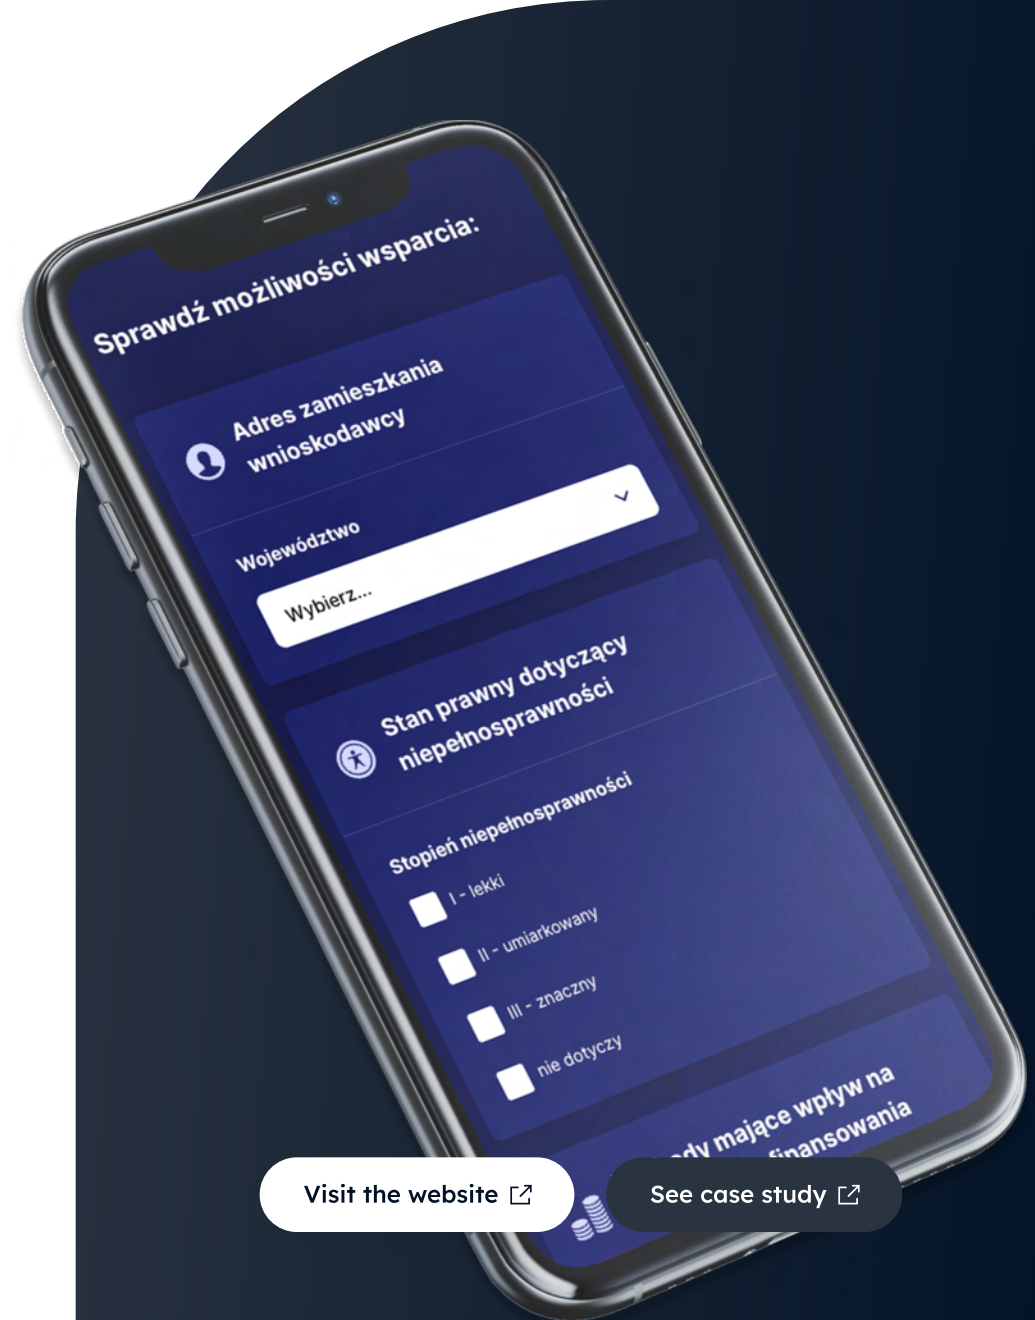 Sprawdź możliwości wsparcia:
Adres zamieszkania
wnioskodawcy
Województwo
Wybierz...
Stan prawny dotyczący
niepełnosprawności
Stopień niepełnosprawności
I - lekki
II - umiarkowany
III - znaczny
nie dotyczy
mające wpływ na
Visit the website
See case study